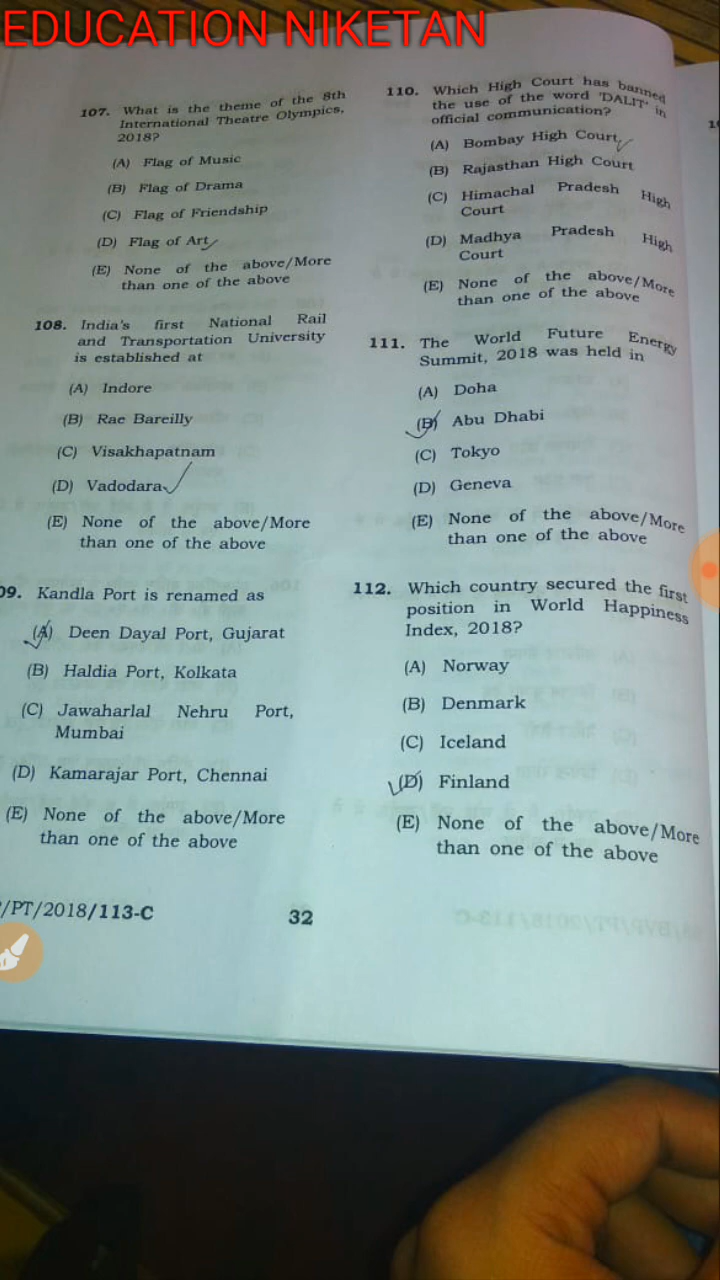 EDUCATION NIKETAN
107. What is the theme of the 8th
International Theatre Olympics,
2018?
(A) Flag of Music
(B) Flag of Drama
(C) Flag of Friendship
(D) Flag of Art
(E) None of the above/More
than one of the above
108. India's first National Rail
and Transportation University
is established at
(A) Indore
(B) Rae Bareilly
(C) Visakhapatnam
(D) Vadodara
(E) None of the above/More
than one of the above
09. Kandla Port is renamed as
(A) Deen Dayal Port, Gujarat
(B) Haldia Port, Kolkata
(C) Jawaharlal Nehru Port,
Mumbai
(D) Kamarajar Port, Chennai
(E) None of the above/More
than one of the above
110. Which High Court has banned
the use of the word 'DALIT' in
official communication?
(A) Bombay High Court
(B) Rajasthan High Court
(C) Himachal Pradesh High
Court
(D) Madhya Pradesh High
Court
(E) None of the above/More
than one of the above
111. The World Future Energy
Summit, 2018 was held in
(A) Doha
(B) Abu Dhabi
(C) Tokyo
(D) Geneva
(E) None of the above/More
than one of the above
112. Which country secured the first
position in World Happiness
Index, 2018?
(A) Norway
(B) Denmark
(C) Iceland
(D) Finland
(E) None of the above/More
than one of the above
/PT/2018/113-C
32